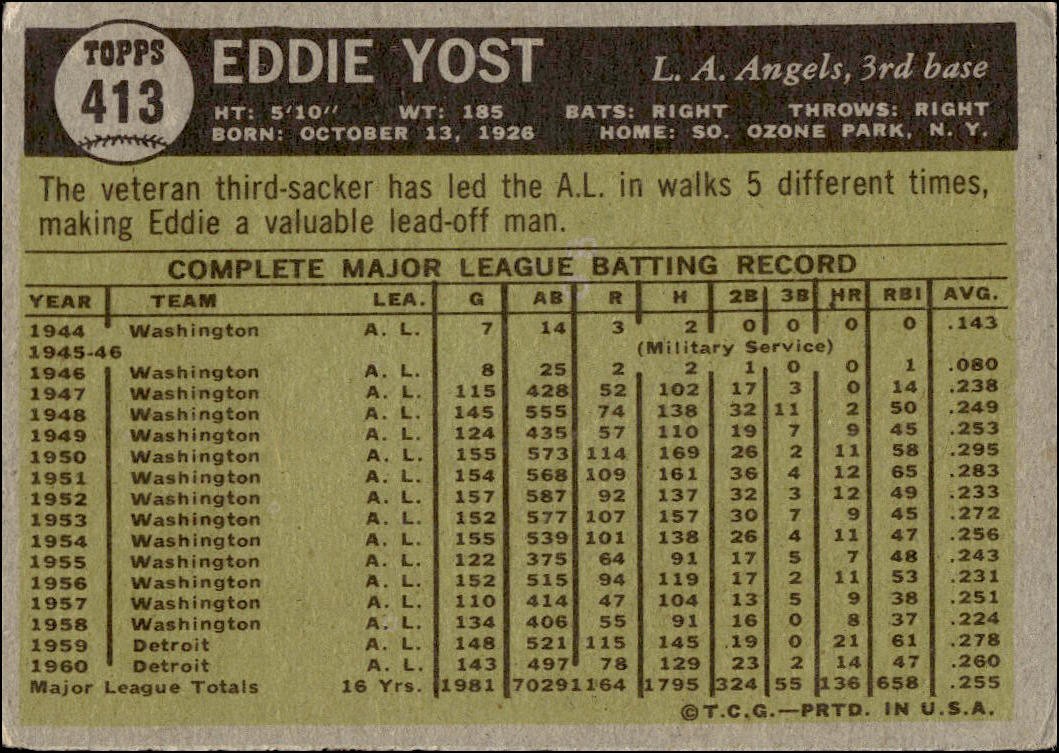 TOPPS
413
EDDIE YOST
L. A. Angels, 3rd base
HT: 5'10" WT: 185 BATS: RIGHT THROWS: RIGHT
BORN: OCTOBER 13, 1926 HOME: SO. OZONE PARK, N. Y.
The veteran third-sacker has led the A.L. in walks 5 different times,
making Eddie a valuable lead-off man.
COMPLETE MAJOR LEAGUE BATTING RECORD
YEAR TEAM LEA. G AB R H 2B 3B HR RBI AVG.
1944 Washington A. L. 7 14 3 2 0 0 0 0 .143
1945-46 (Military Service)
1946 Washington A. L. 8 25 2 2 1 0 0 1 .080
1947 Washington A. L. 115 428 52 102 17 3 0 14 .238
1948 Washington A. L. 145 555 74 138 32 11 2 50 .249
1949 Washington A. L. 124 435 57 110 19 7 9 45 .253
1950 Washington A. L. 155 573 114 169 26 2 11 58 .295
1951 Washington A. L. 154 568 109 161 36 4 12 65 .283
1952 Washington A. L. 157 587 92 137 32 3 12 49 .233
1953 Washington A. L. 152 577 107 157 30 7 9 45 .272
1954 Washington A. L. 155 539 101 138 26 4 11 47 .256
1955 Washington A. L. 122 375 64 91 17 5 7 48 .243
1956 Washington A. L. 152 515 94 119 17 2 11 53 .231
1957 Washington A. L. 110 414 47 104 13 5 9 38 .251
1958 Washington A. L. 134 406 55 91 16 0 8 37 .224
1959 Detroit A. L. 148 521 115 145 19 0 21 61 .278
1960 Detroit A. L. 143 497 78 129 23 2 14 47 .260
Major League Totals 16 Yrs. 1981 7029 1164 1795 324 55 136 658 .255
©T.C.G.—PRTD. IN U.S.A.